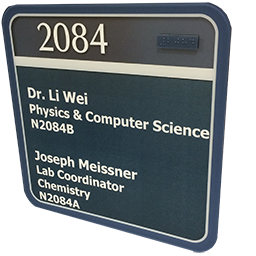 2084
Dr. Li Wei
Physics & Computer Science
N2084B
Joseph Meissner
Lab Coordinator
Chemistry
N2084A